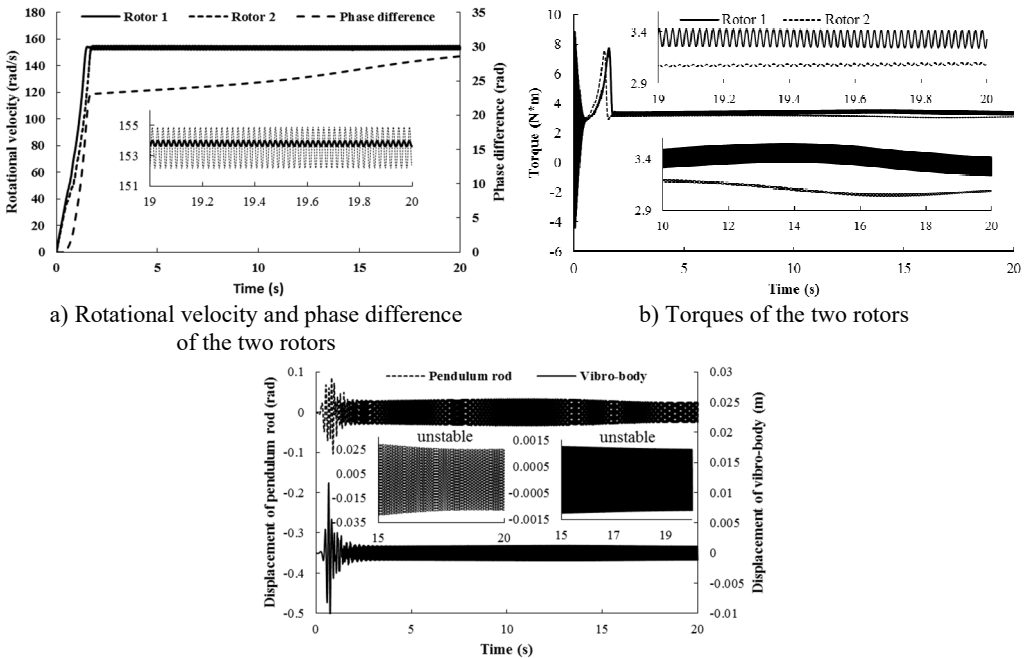 Rotor 1 Rotor 2 Phase difference
Rotational velocity (rad/s)
180
160
140
120
100
80
60
40
20
0
155
153
151
19 19.2 19.4 19.6 19.8 20
35
30
25
20
15
10
5
0
Phase difference (rad)
0 5 10 15 20
Time (s)
a) Rotational velocity and phase difference
of the two rotors
Rotor 1 Rotor 2
Torque (N*m)
10
8
6
4
2
0
-2
-4
-6
3.4
2.9
19 19.2 19.4 19.6 19.8 20
3.4
2.9
10 12 14 16 18 20
0 5 10 15 20
Time (s)
b) Torques of the two rotors
Pendulum rod Vibro-body
Displacement of pendulum rod (rad)
0.1
0
-0.1
-0.2
-0.3
-0.4
-0.5
unstable
0.025
0.005
-0.015
-0.035
15 20
unstable
0.0015
0.0005
-0.0005
-0.0015
15 17 19
0.03
0.025
0.02
0.015
0.01
0.005
0
-0.005
-0.01
Displacement of vibro-body (m)
0 5 10 15 20
Time (s)